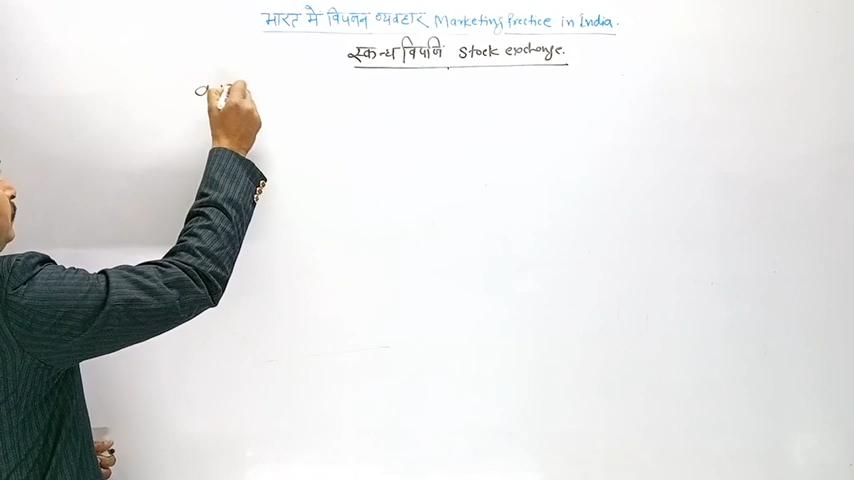 भारत में विपणन व्यवहार Marketing Practice in India.
स्कन्ध विपणि Stock exchange.